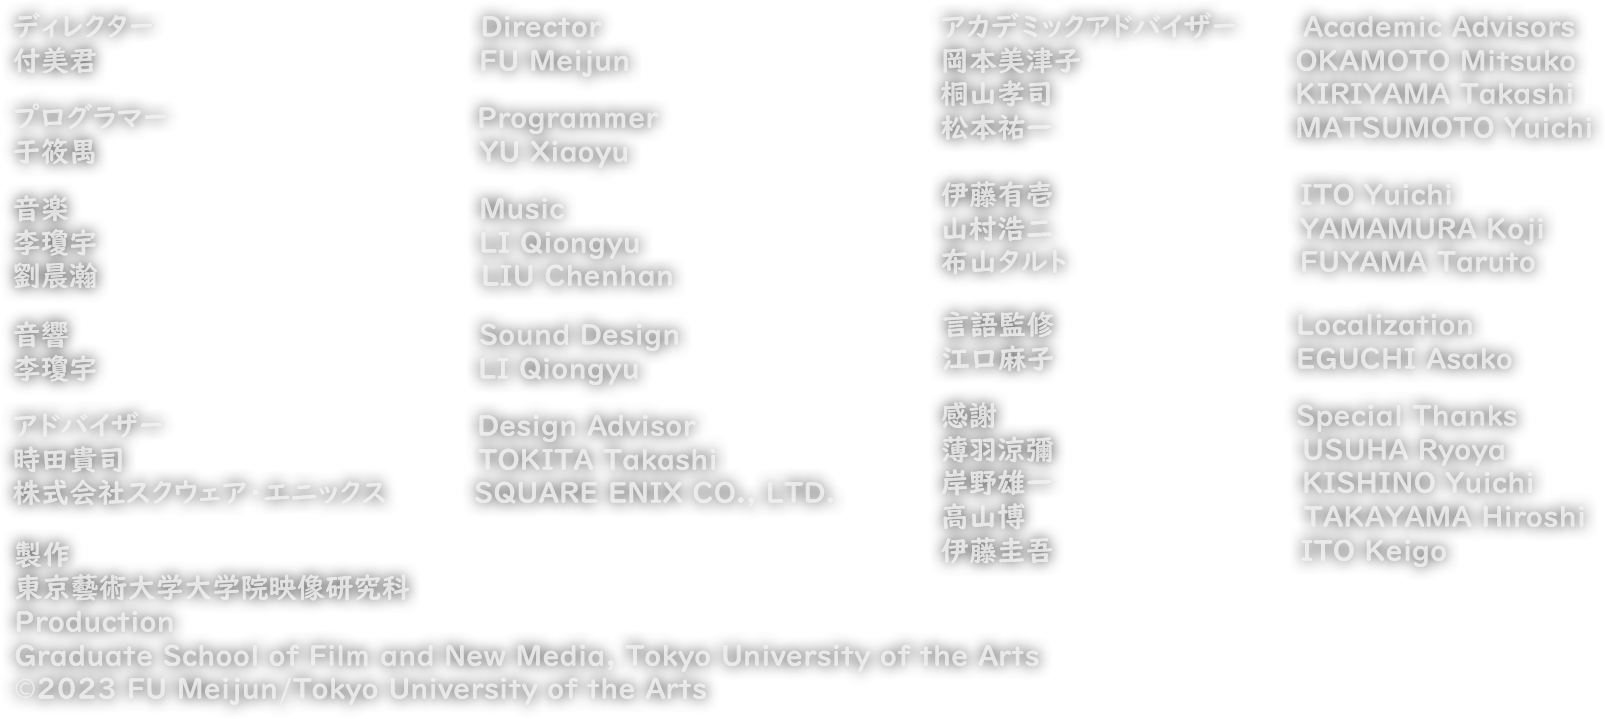 ディレクター Director
付美君 FU Meijun
プログラマー Programmer
于筱禺 YU Xiaoyu
音楽 Music
李瓊宇 LI Qiongyu
劉晨瀚 LIU Chenhan
音響 Sound Design
李瓊宇 LI Qiongyu
アドバイザー Design Advisor
時田貴司 TOKITA Takashi
株式会社スクウェア・エニックス SQUARE ENIX CO., LTD.
製作
東京藝術大学大学院映像研究科
Production
Graduate School of Film and New Media, Tokyo University of the Arts
©2023 FU Meijun/Tokyo University of the Arts
アカデミックアドバイザー Academic Advisors
岡本美津子 OKAMOTO Mitsuko
桐山孝司 KIRIYAMA Takashi
松本祐一 MATSUMOTO Yuichi
伊藤有壱 ITO Yuichi
山村浩二 YAMAMURA Koji
布山タルト FUYAMA Taruto
言語監修 Localization
江口麻子 EGUCHI Asako
感謝 Special Thanks
薄羽涼彌 USUHA Ryoya
岸野雄一 KISHINO Yuichi
高山博 TAKAYAMA Hiroshi
伊藤圭吾 ITO Keigo